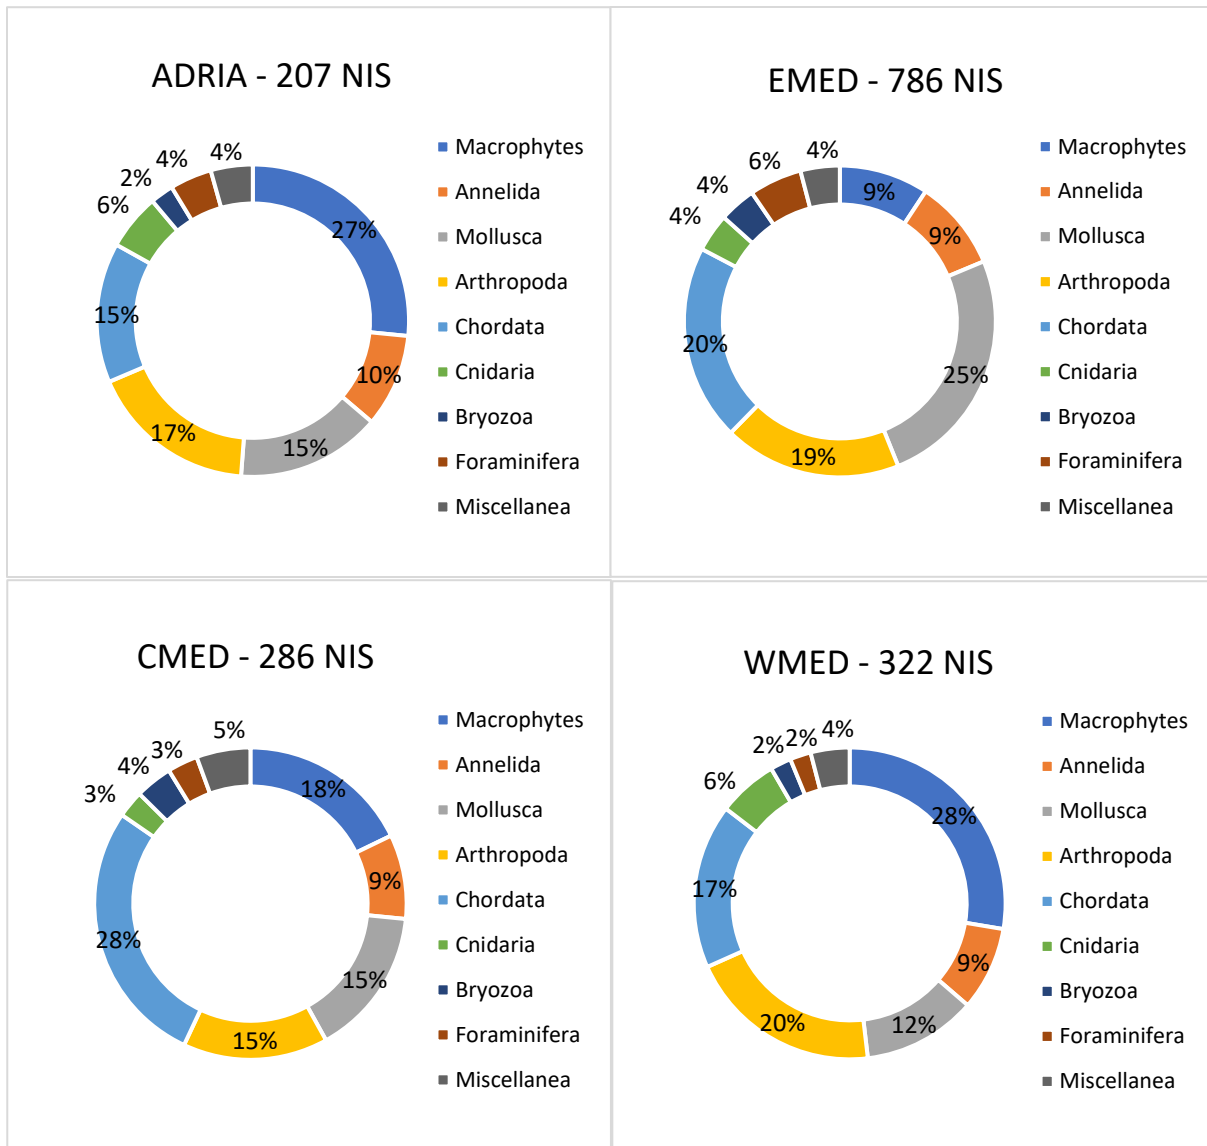 ADRIA - 207 NIS
4%
4%
2%
6%
27%
15%
10%
17%
15%
Macrophytes
Annelida
Mollusca
Arthropoda
Chordata
Cnidaria
Bryozoa
Foraminifera
Miscellanea
EMED - 786 NIS
4%
6%
4%
4%
9%
9%
20%
25%
19%
Macrophytes
Annelida
Mollusca
Arthropoda
Chordata
Cnidaria
Bryozoa
Foraminifera
Miscellanea
CMED - 286 NIS
5%
3%
4%
3%
18%
9%
28%
15%
15%
Macrophytes
Annelida
Mollusca
Arthropoda
Chordata
Cnidaria
Bryozoa
Foraminifera
Miscellanea
WMED - 322 NIS
4%
2%
2%
6%
28%
17%
9%
20%
12%
Macrophytes
Annelida
Mollusca
Arthropoda
Chordata
Cnidaria
Bryozoa
Foraminifera
Miscellanea